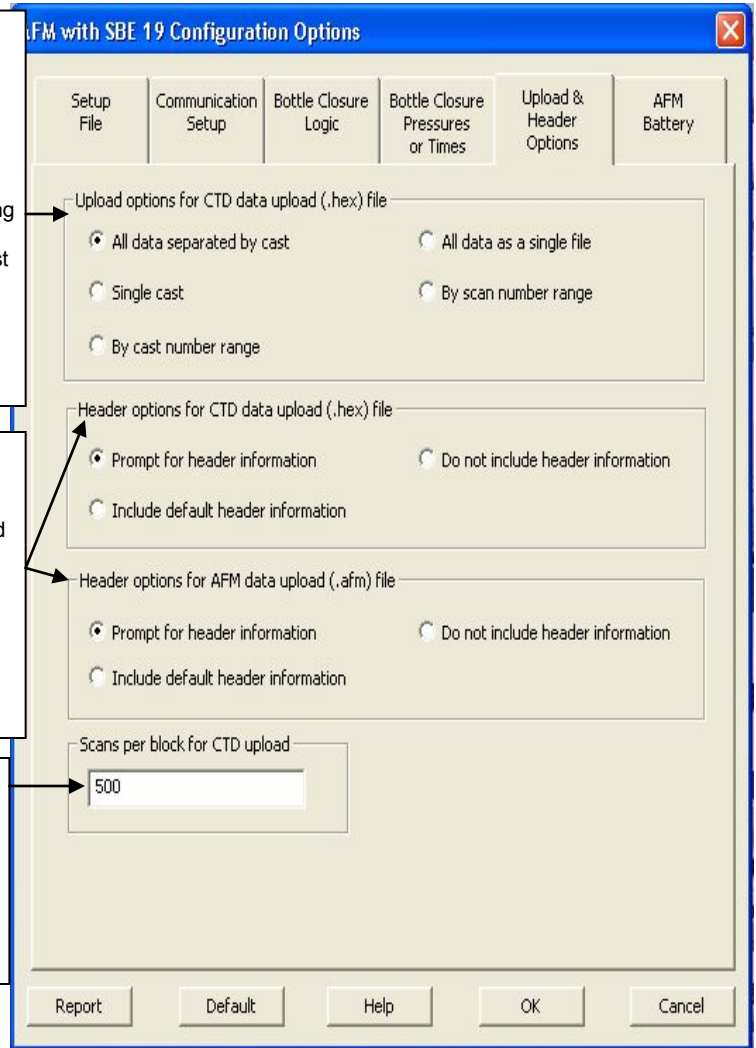 AFM with SBE 19 Configuration Options
Setup File
Communication Setup
Bottle Closure Logic
Bottle Closure Pressures or Times
Upload & Header Options
AFM Battery
Upload options for CTD data upload (.hex) file
All data separated by cast
All data as a single file
Single cast
By scan number range
By cast number range
Header options for CTD data upload (.hex) file
Prompt for header information
Do not include header information
Include default header information
Header options for AFM data upload (.afm) file
Prompt for header information
Do not include header information
Include default header information
Scans per block for CTD upload
500
Report
Default
Help
OK
Cancel